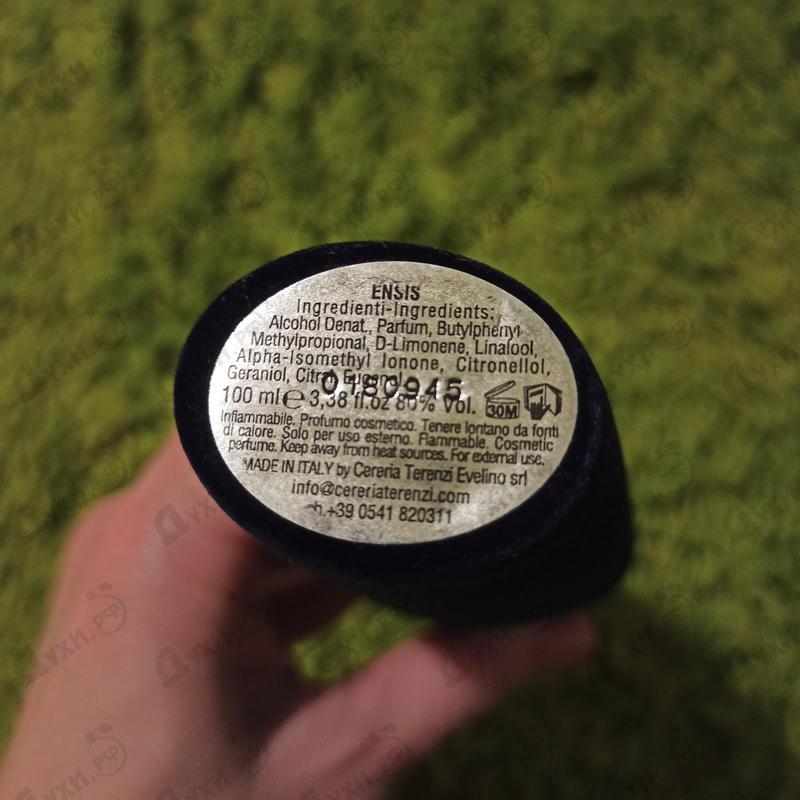 ENSIS
Ingredienti-Ingredients:
Alcohol Denat., Parfum, Butylphenyl
Methylpropional, D-Limonene, Linalool,
Alpha-Isomethyl Ionone, Citronellol,
Geraniol, Citral, Eugenol
0180945
100 ml e 3,38 fl.oz 80% vol.
30M
Infiammabile. Profumo cosmetico. Tenere lontano da fonti
di calore. Solo per uso esterno. Flammable. Cosmetic
perfume. Keep away from heat sources. For external use.
MADE IN ITALY by Cereria Terenzi Evelino srl
info@cereriaterenzi.com
ph.+39 0541 820311
Духи.рф